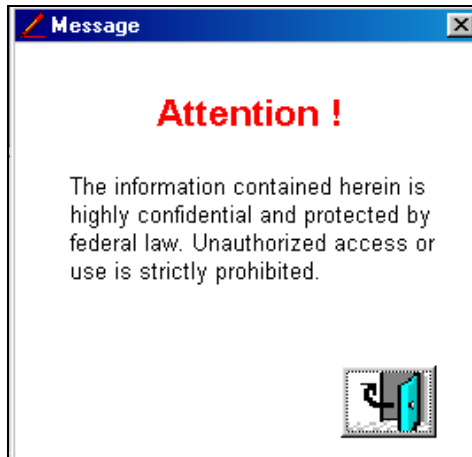 Message
Attention !
The information contained herein is
highly confidential and protected by
federal law. Unauthorized access or
use is strictly prohibited.